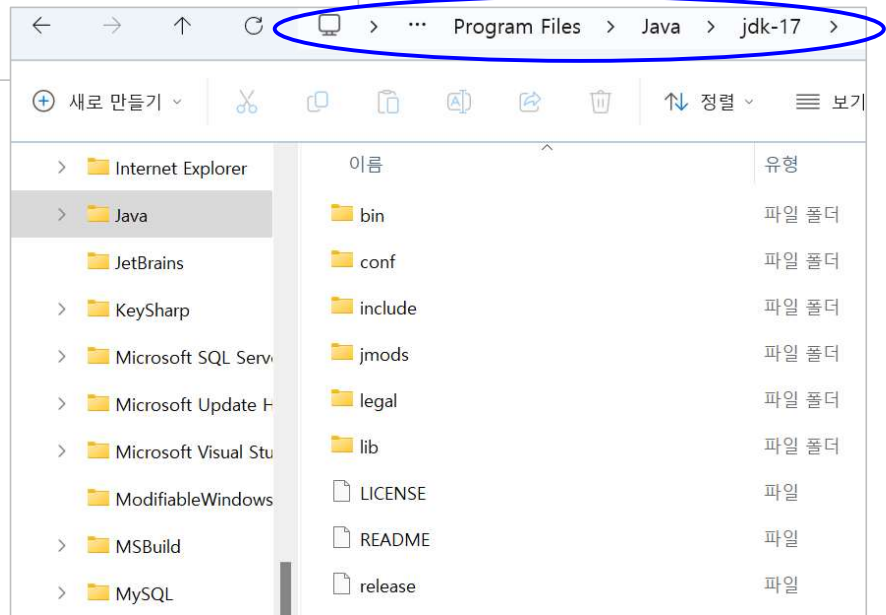 … Program Files > Java > jdk-17 >
새로 만들기 정렬 보기
이름 유형
Internet Explorer
Java
JetBrains
KeySharp
Microsoft SQL Serv
Microsoft Update H
Microsoft Visual Stu
ModifiableWindows
MSBuild
MySQL
bin 파일 폴더
conf 파일 폴더
include 파일 폴더
jmods 파일 폴더
legal 파일 폴더
lib 파일 폴더
LICENSE 파일
README 파일
release 파일